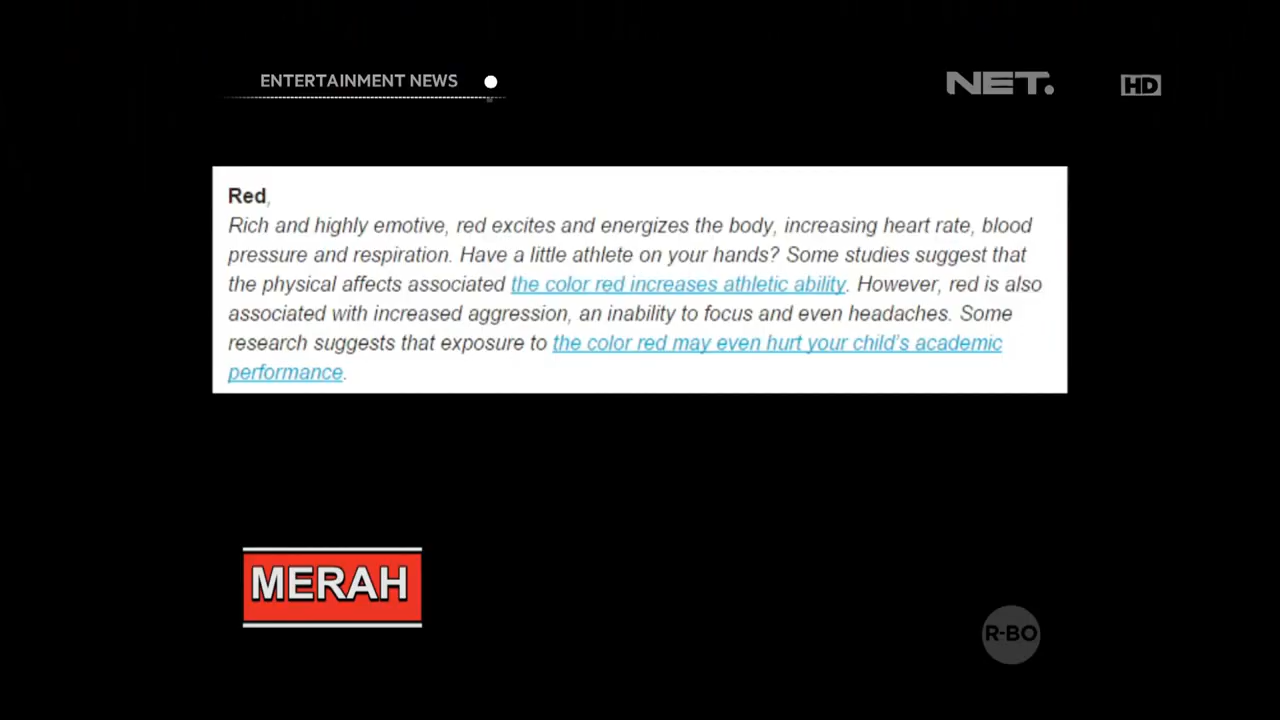 ENTERTAINMENT NEWS
NET.
HD
Red,
Rich and highly emotive, red excites and energizes the body, increasing heart rate, blood
pressure and respiration. Have a little athlete on your hands? Some studies suggest that
the physical affects associated the color red increases athletic ability. However, red is also
associated with increased aggression, an inability to focus and even headaches. Some
research suggests that exposure to the color red may even hurt your child's academic
performance.
MERAH
R-BO